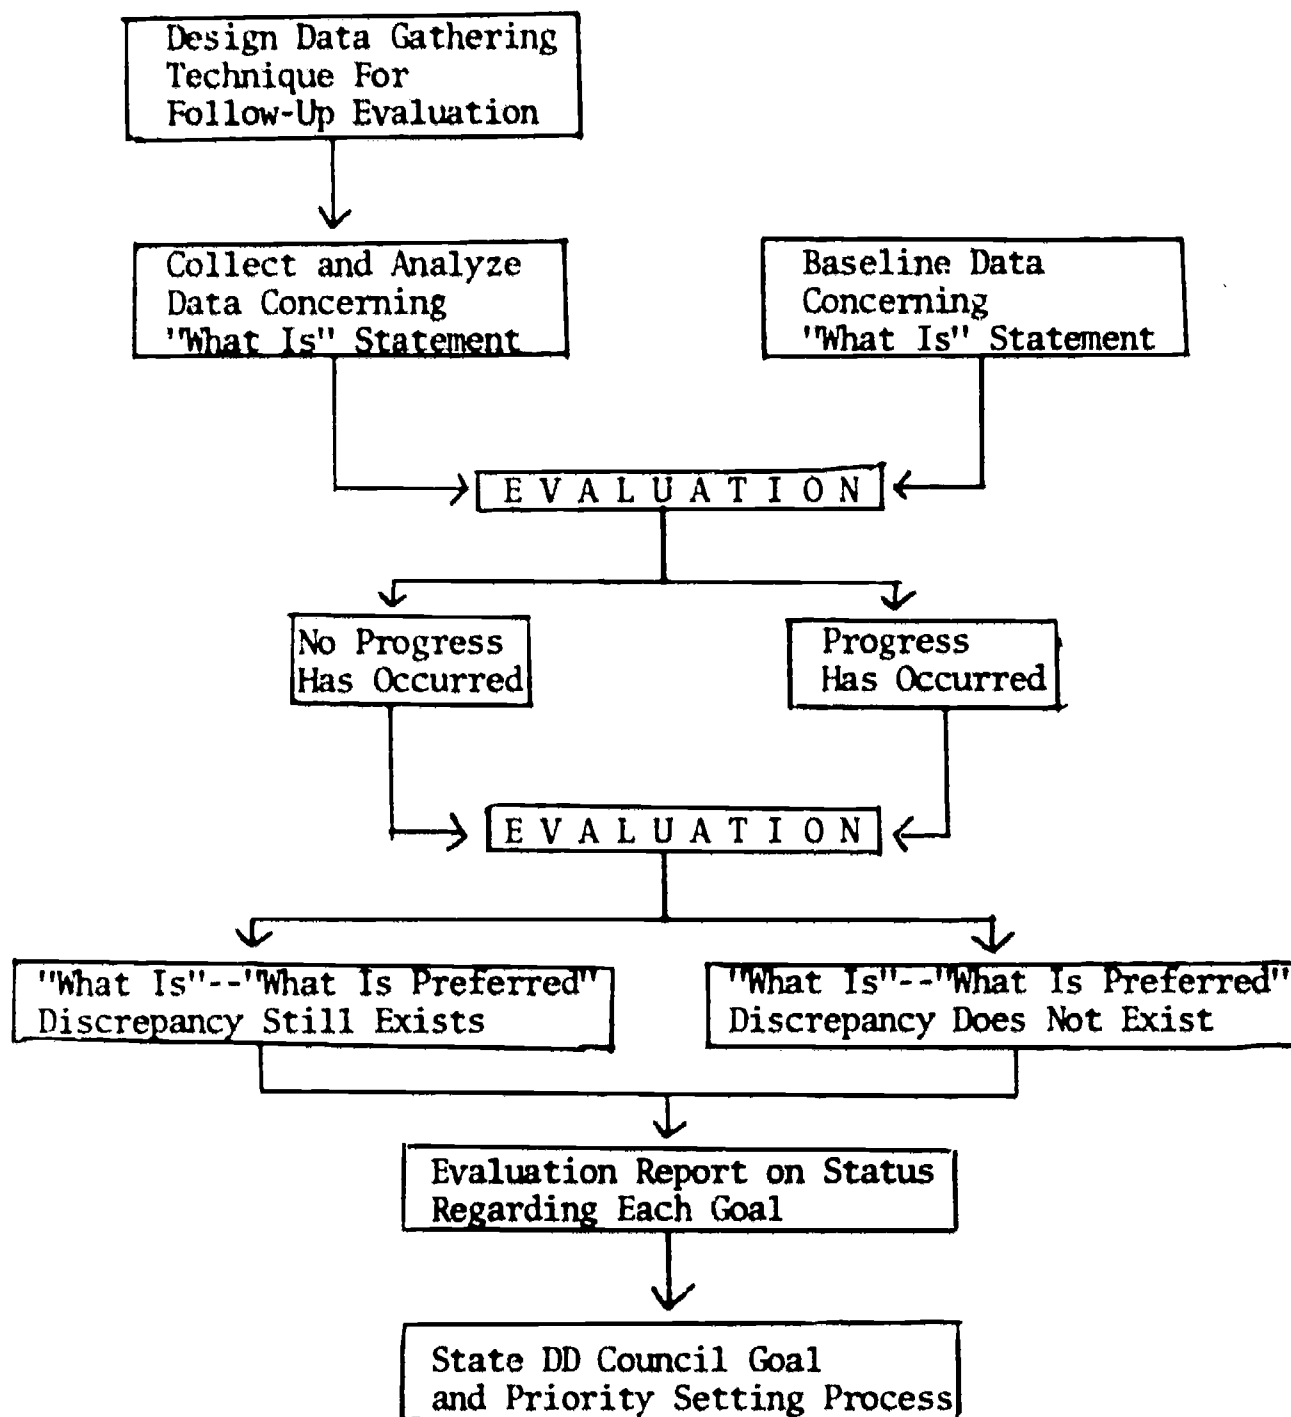 Design Data Gathering
Technique For
Follow-Up Evaluation
Collect and Analyze
Data Concerning
"What Is" Statement
Baseline Data
Concerning
"What Is" Statement
E V A L U A T I O N
No Progress
Has Occurred
Progress
Has Occurred
E V A L U A T I O N
"What Is"--"What Is Preferred"
Discrepancy Still Exists
"What Is"--"What Is Preferred"
Discrepancy Does Not Exist
Evaluation Report on Status
Regarding Each Goal
State DD Council Goal
and Priority Setting Process